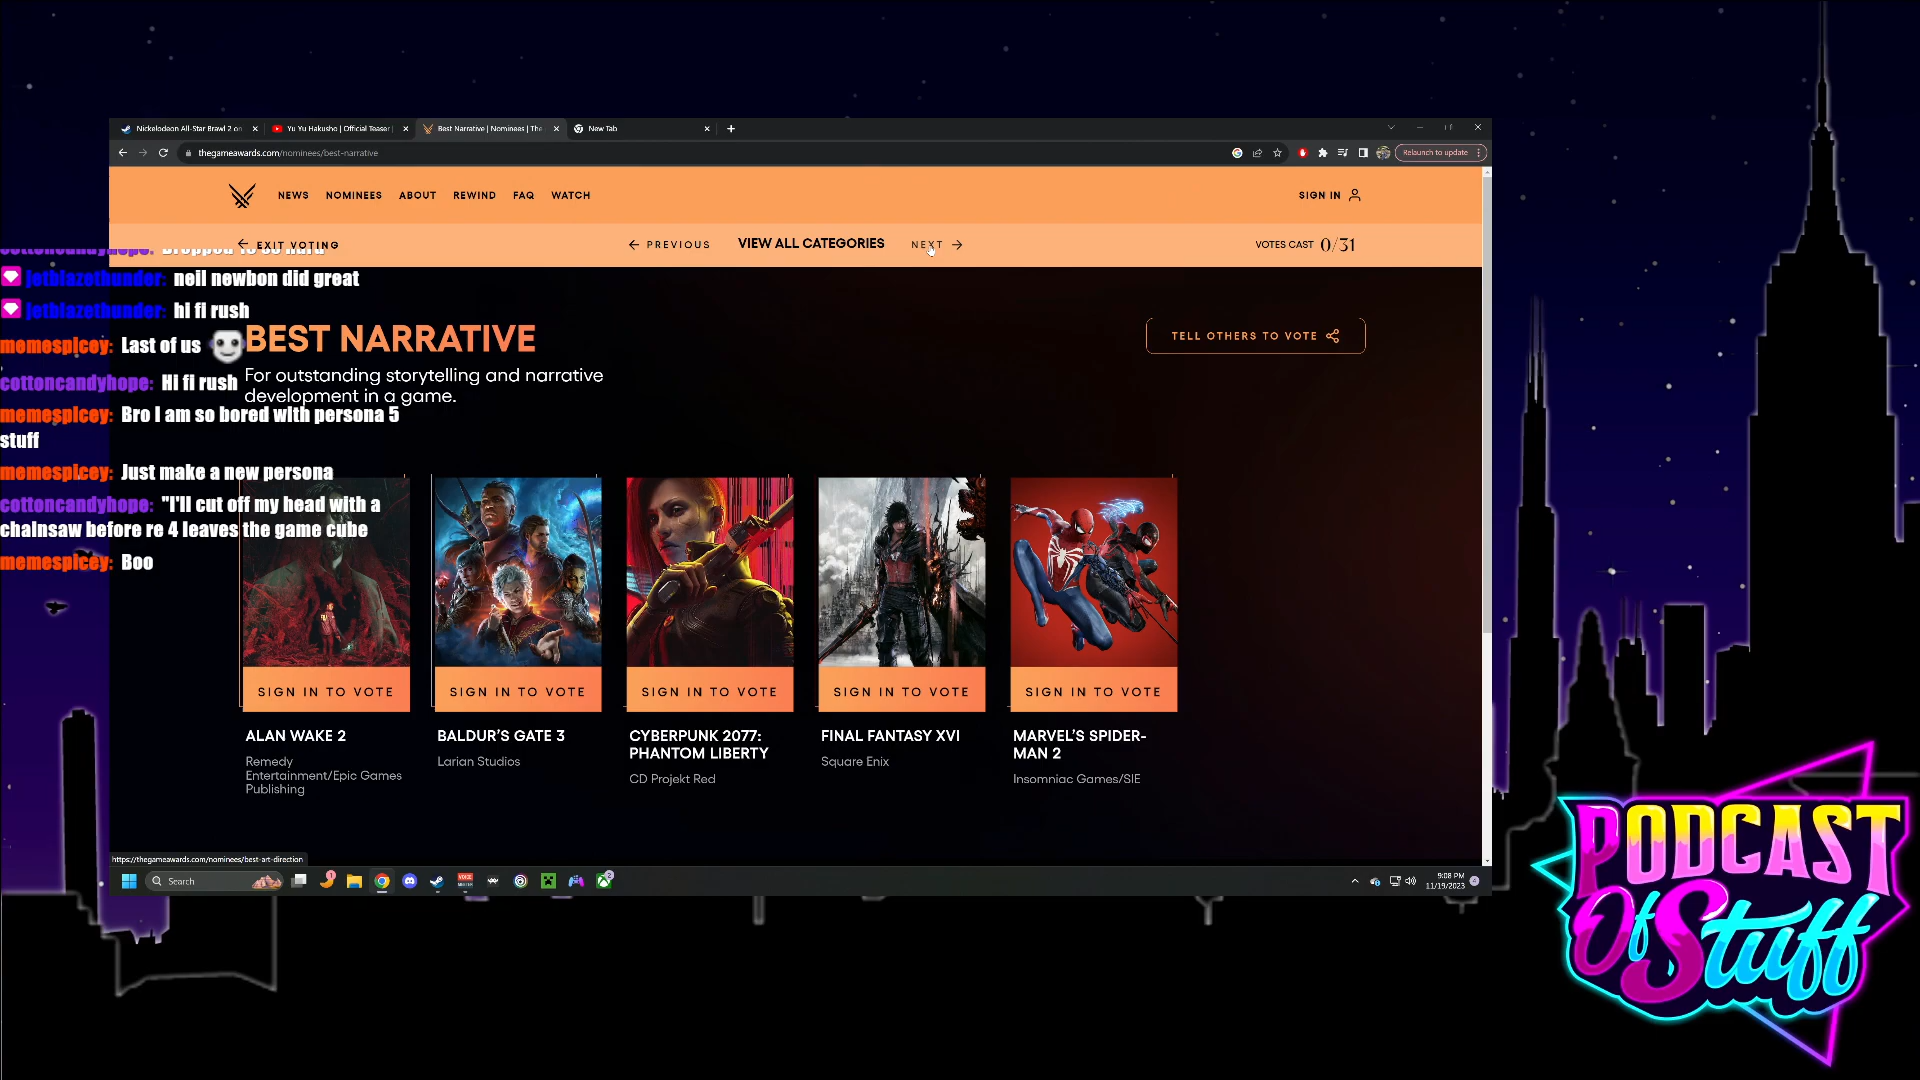 Nickelodeon All-Star Brawl 2 on
Yu Yu Hakusho | Official Teaser |
Best Narrative | Nominees | The
New Tab
thegameawards.com/nominees/best-narrative
Relaunch to update
NEWS
NOMINEES
ABOUT
REWIND
FAQ
WATCH
SIGN IN
EXIT VOTING
PREVIOUS
VIEW ALL CATEGORIES
NEXT
VOTES CAST 0/31
cottoncandyhope: Dropped so hard
jetblazethunder: neil newbon did great
jetblazethunder: hi fi rush
memespicey: Last of us
cottoncandyhope: Hi fi rush
memespicey: Bro I am so bored with persona 5
stuff
memespicey: Just make a new persona
cottoncandyhope: "I'll cut off my head with a
chainsaw before re 4 leaves the game cube
memespicey: Boo
BEST NARRATIVE
For outstanding storytelling and narrative
development in a game.
TELL OTHERS TO VOTE
SIGN IN TO VOTE
SIGN IN TO VOTE
SIGN IN TO VOTE
SIGN IN TO VOTE
SIGN IN TO VOTE
ALAN WAKE 2
Remedy
Entertainment/Epic Games
Publishing
BALDUR'S GATE 3
Larian Studios
CYBERPUNK 2077:
PHANTOM LIBERTY
CD Projekt Red
FINAL FANTASY XVI
Square Enix
MARVEL'S SPIDER-
MAN 2
Insomniac Games/SIE
https://thegameawards.com/nominees/best-art-direction
Search
9:08 PM
11/19/2023
PODCAST
Of Stuff